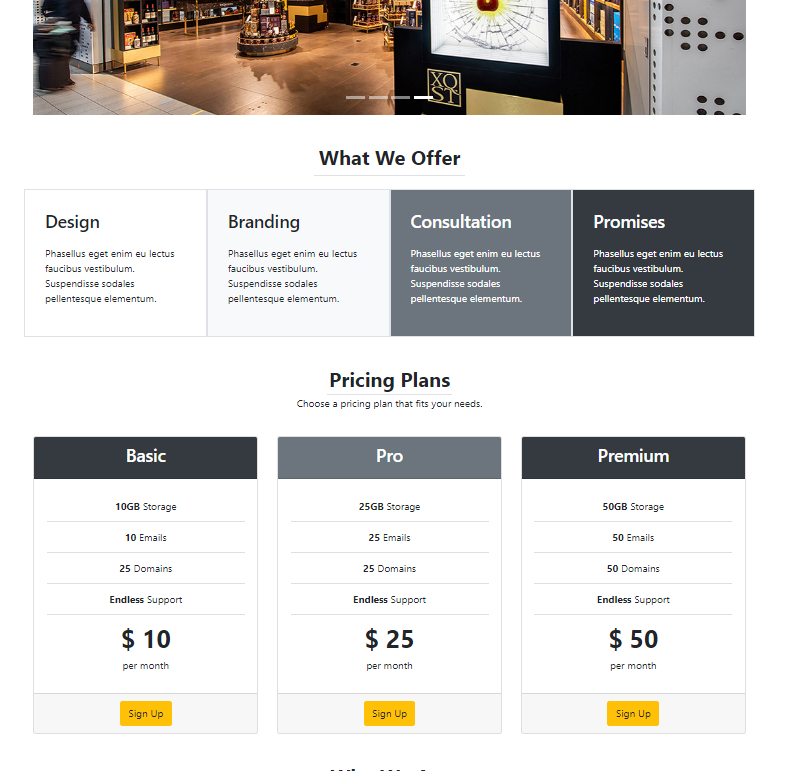 XO
ST
What We Offer
Design
Phasellus eget enim eu lectus
faucibus vestibulum.
Suspendisse sodales
pellentesque elementum.
Branding
Phasellus eget enim eu lectus
faucibus vestibulum.
Suspendisse sodales
pellentesque elementum.
Consultation
Phasellus eget enim eu lectus
faucibus vestibulum.
Suspendisse sodales
pellentesque elementum.
Promises
Phasellus eget enim eu lectus
faucibus vestibulum.
Suspendisse sodales
pellentesque elementum.
Pricing Plans
Choose a pricing plan that fits your needs.
Basic
10GB Storage
10 Emails
25 Domains
Endless Support
$ 10
per month
Sign Up
Pro
25GB Storage
25 Emails
25 Domains
Endless Support
$ 25
per month
Sign Up
Premium
50GB Storage
50 Emails
50 Domains
Endless Support
$ 50
per month
Sign Up